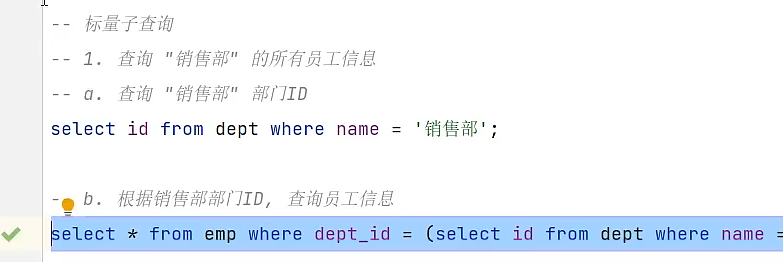 -- 标量子查询
-- 1. 查询 "销售部" 的所有员工信息
-- a. 查询 "销售部" 部门ID
select id from dept where name = '销售部';
-- b. 根据销售部部门ID, 查询员工信息
select * from emp where dept_id = (select id from dept where name =